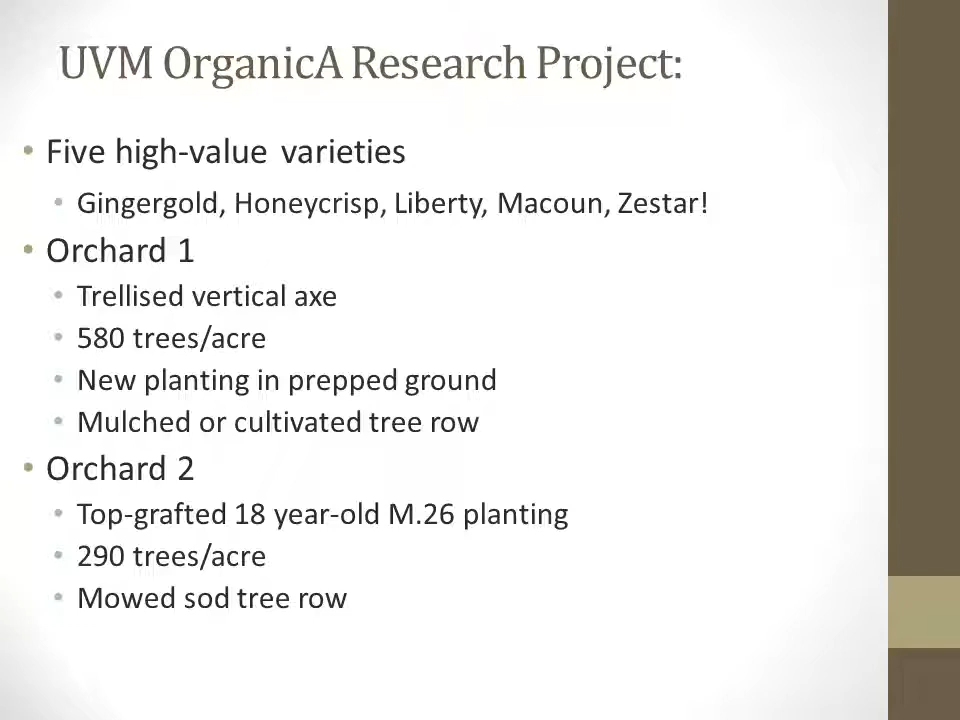 UVM OrganicA Research Project:
• Five high-value varieties
• Gingergold, Honeycrisp, Liberty, Macoun, Zestar!
• Orchard 1
• Trellised vertical axe
• 580 trees/acre
• New planting in prepped ground
• Mulched or cultivated tree row
• Orchard 2
• Top-grafted 18 year-old M.26 planting
• 290 trees/acre
• Mowed sod tree row